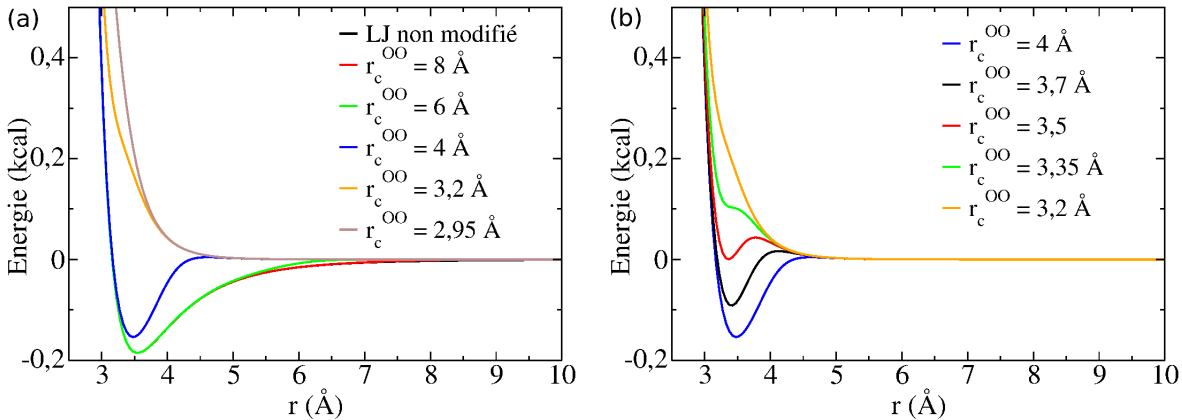 (a)
LJ non modifié
r_c^OO = 8 Å
r_c^OO = 6 Å
r_c^OO = 4 Å
r_c^OO = 3,2 Å
r_c^OO = 2,95 Å
Energie (kcal)
0,4
0,2
0
-0,2
3 4 5 6 7 8 9 10
r (Å)
(b)
r_c^OO = 4 Å
r_c^OO = 3,7 Å
r_c^OO = 3,5
r_c^OO = 3,35 Å
r_c^OO = 3,2 Å
Energie (kcal)
0,4
0,2
0
-0,2
3 4 5 6 7 8 9 10
r (Å)